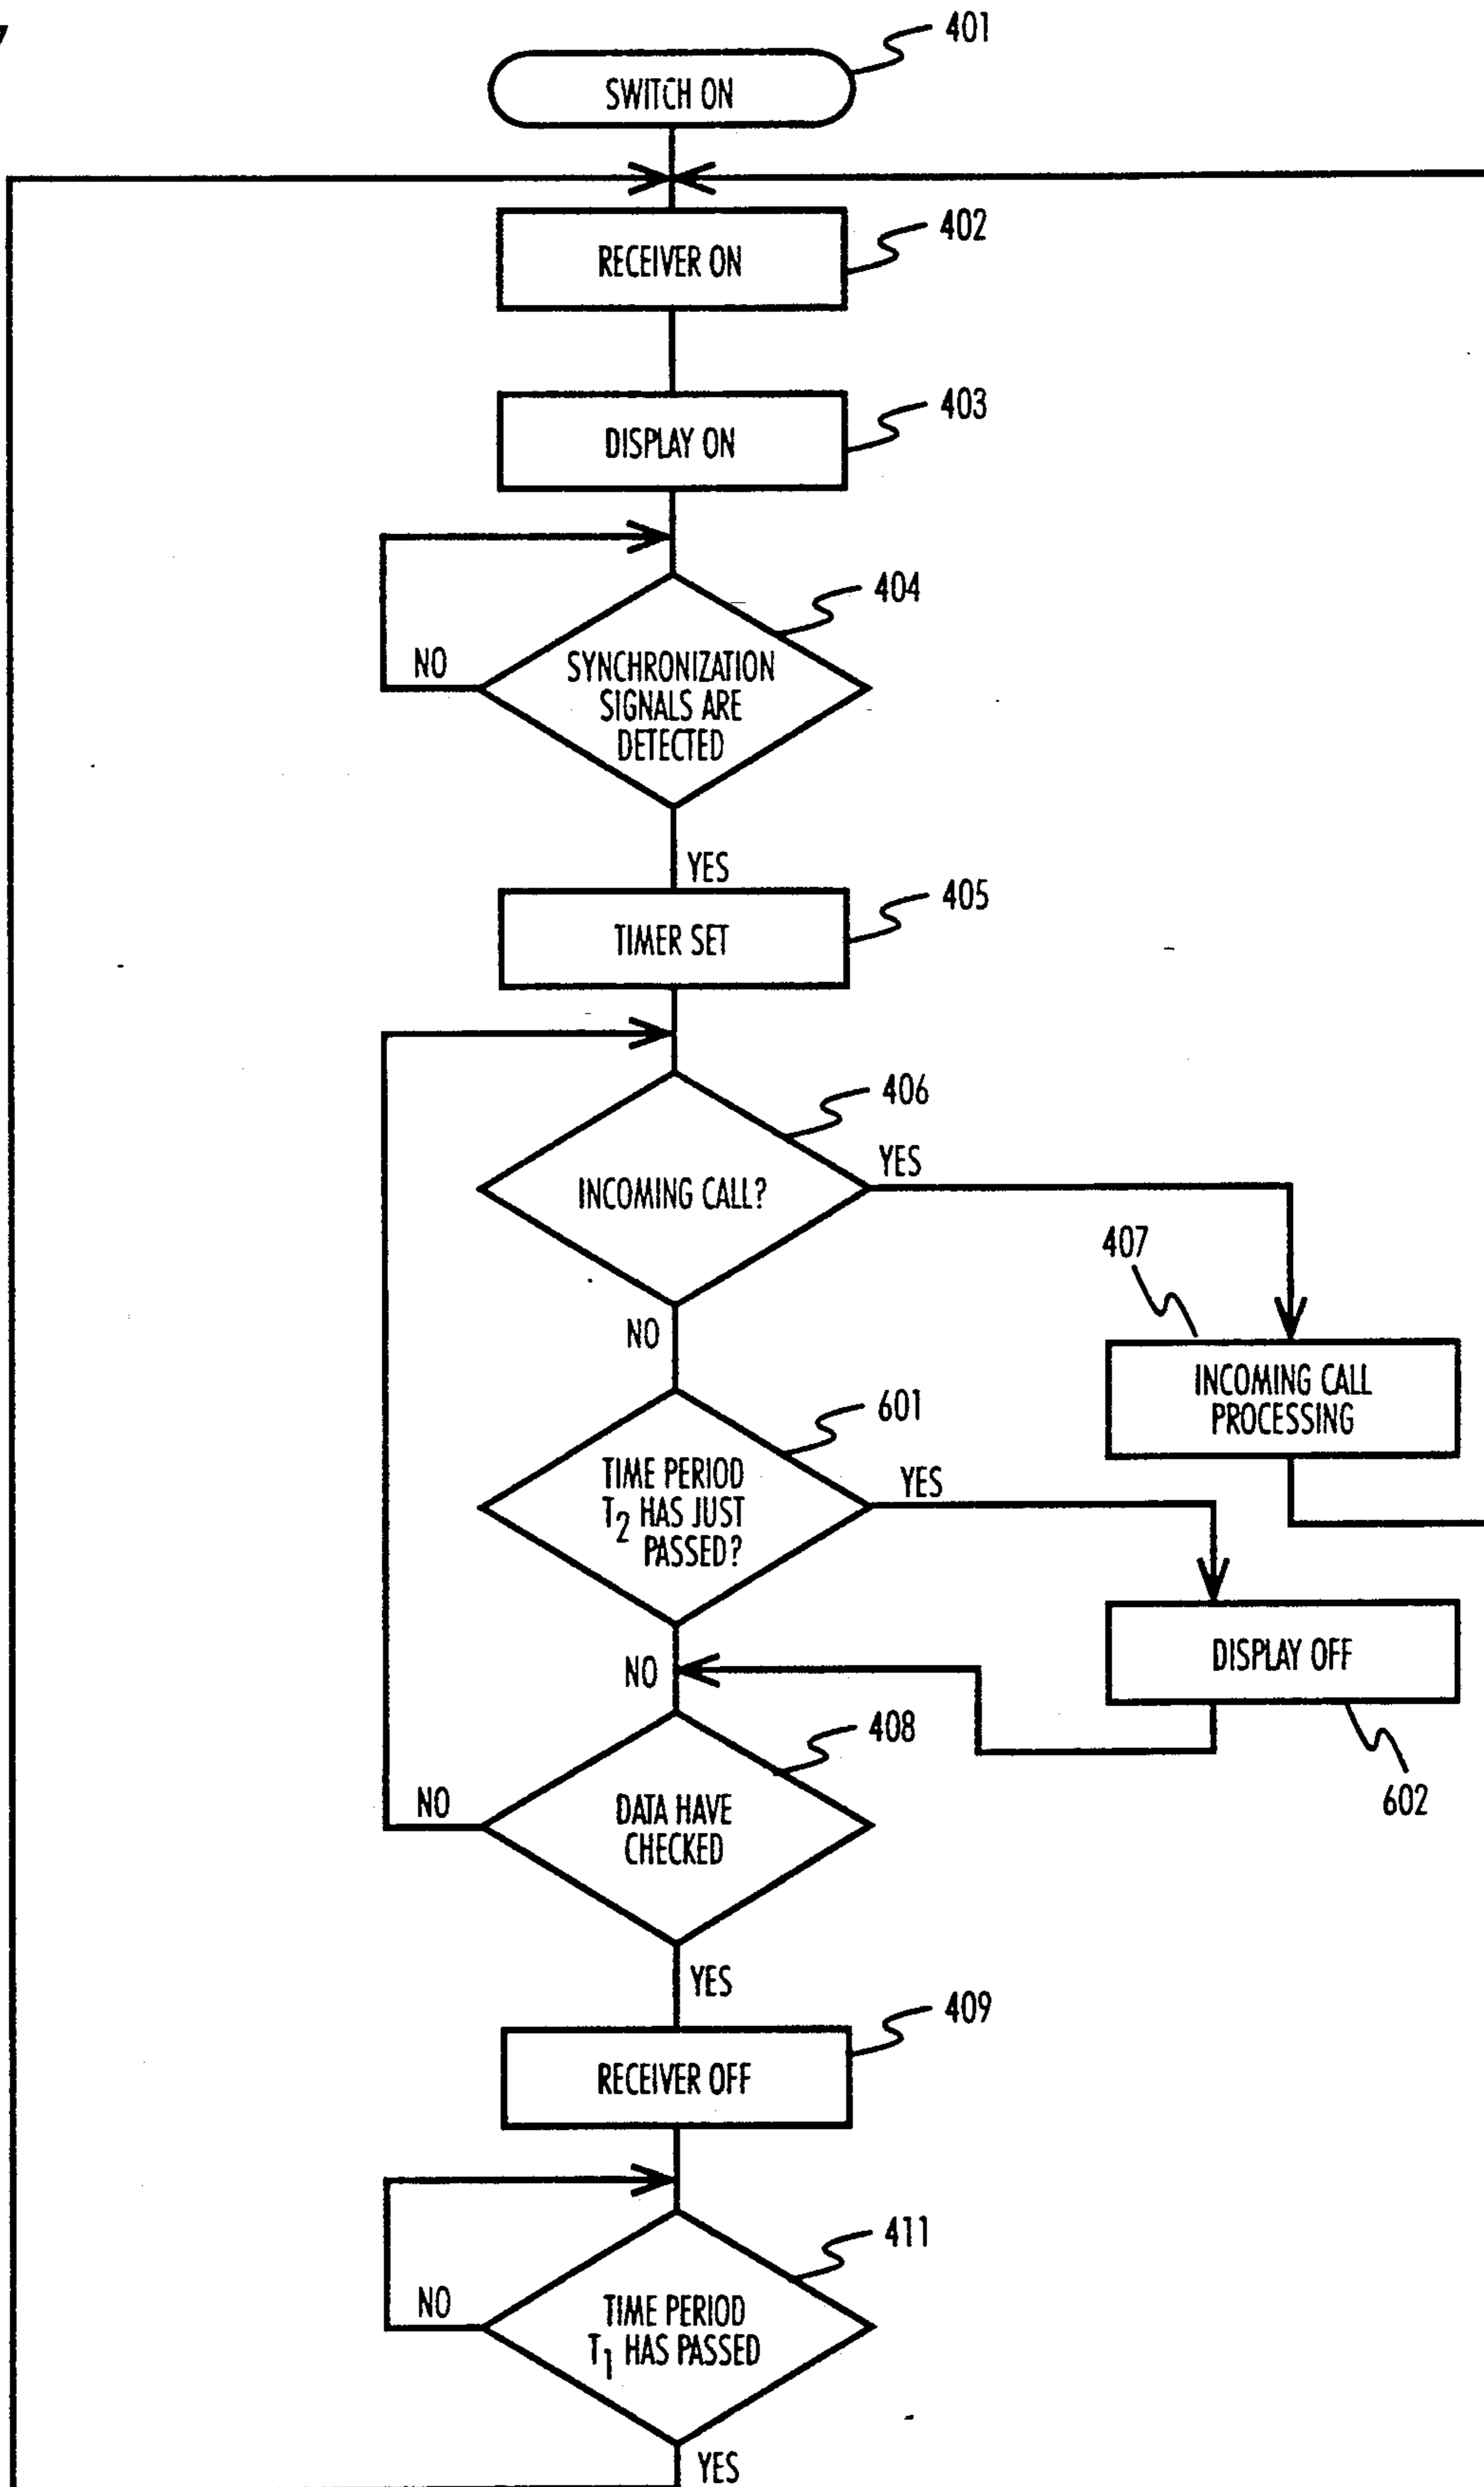 401
SWITCH ON
402
RECEIVER ON
403
DISPLAY ON
404
NO
SYNCHRONIZATION
SIGNALS ARE
DETECTED
YES
405
TIMER SET
406
YES
INCOMING CALL?
407
NO
INCOMING CALL
PROCESSING
601
YES
TIME PERIOD
T2 HAS JUST
PASSED?
DISPLAY OFF
NO
408
602
NO
DATA HAVE
CHECKED
YES
409
RECEIVER OFF
411
NO
TIME PERIOD
T1 HAS PASSED
YES